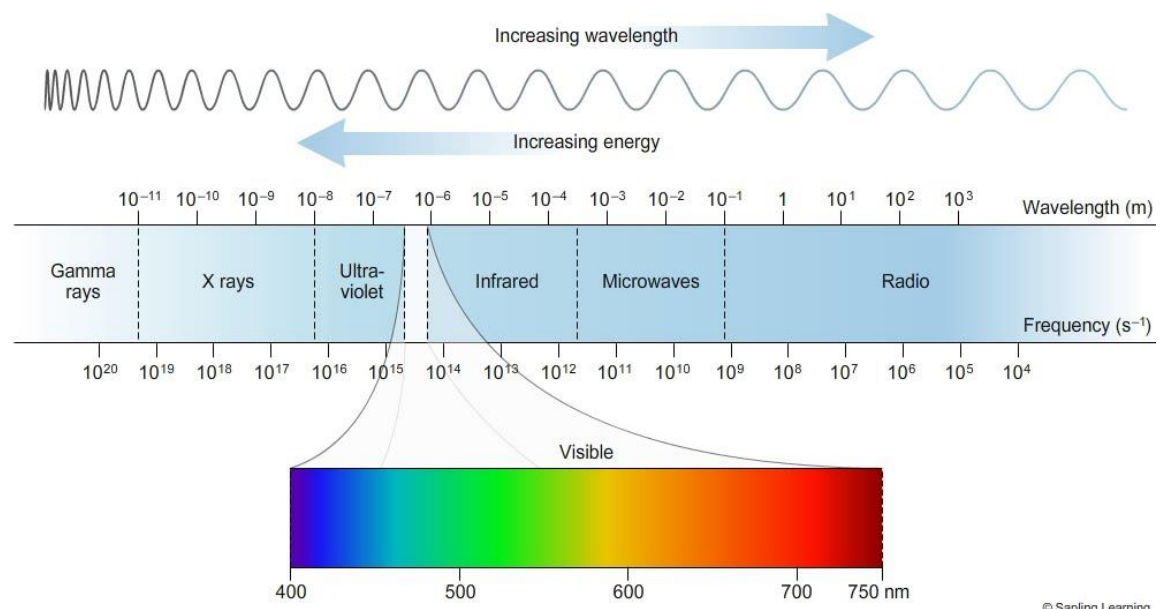 Increasing wavelength
Increasing energy
10⁻¹¹ 10⁻¹⁰ 10⁻⁹ 10⁻⁸ 10⁻⁷ 10⁻⁶ 10⁻⁵ 10⁻⁴ 10⁻³ 10⁻² 10⁻¹ 1 10¹ 10² 10³
Wavelength (m)
Gamma
rays
X rays
Ultra-
violet
Infrared
Microwaves
Radio
Frequency (s⁻¹)
10²⁰ 10¹⁹ 10¹⁸ 10¹⁷ 10¹⁶ 10¹⁵ 10¹⁴ 10¹³ 10¹² 10¹¹ 10¹⁰ 10⁹ 10⁸ 10⁷ 10⁶ 10⁵ 10⁴
Visible
400 500 600 700 750 nm
© Sapling Learning